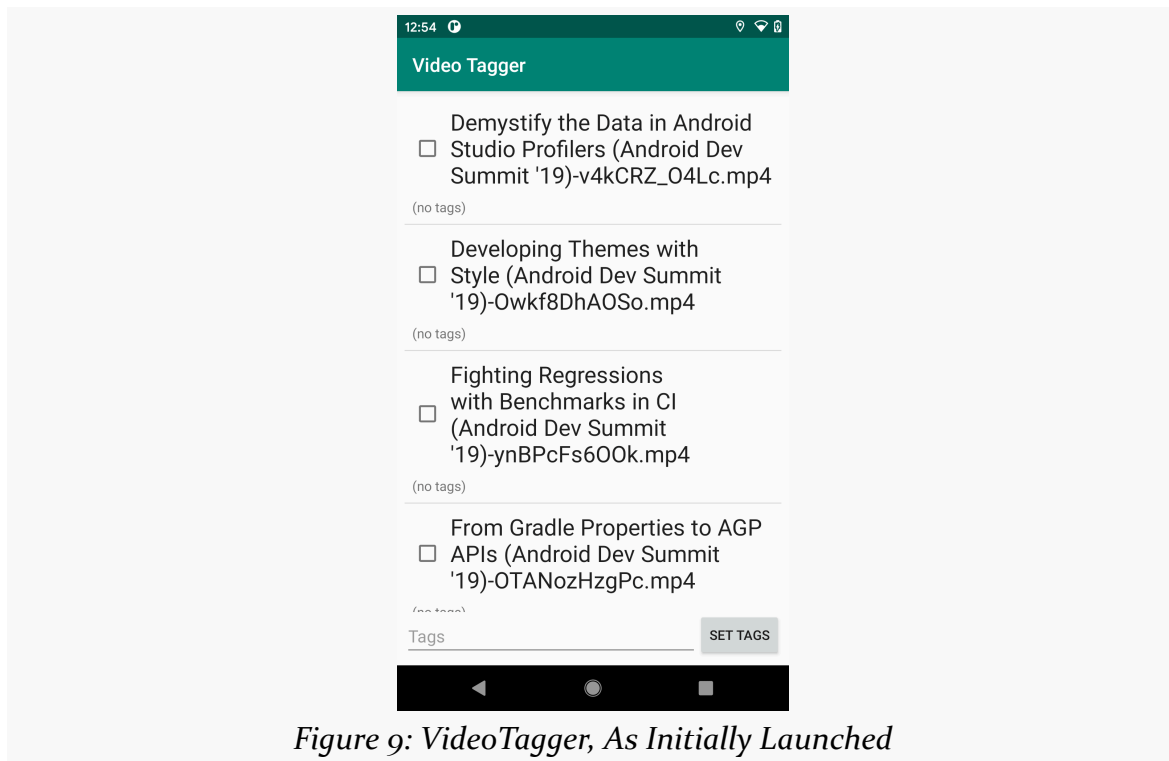 12:54
Video Tagger
Demystify the Data in Android
Studio Profilers (Android Dev
Summit '19)-v4kCRZ_O4Lc.mp4
(no tags)
Developing Themes with
Style (Android Dev Summit
'19)-Owkf8DhAOSo.mp4
(no tags)
Fighting Regressions
with Benchmarks in CI
(Android Dev Summit
'19)-ynBPcFs6OOk.mp4
(no tags)
From Gradle Properties to AGP
APIs (Android Dev Summit
'19)-OTANozHzgPc.mp4
(no tags)
Tags
SET TAGS
Figure 9: VideoTagger, As Initially Launched